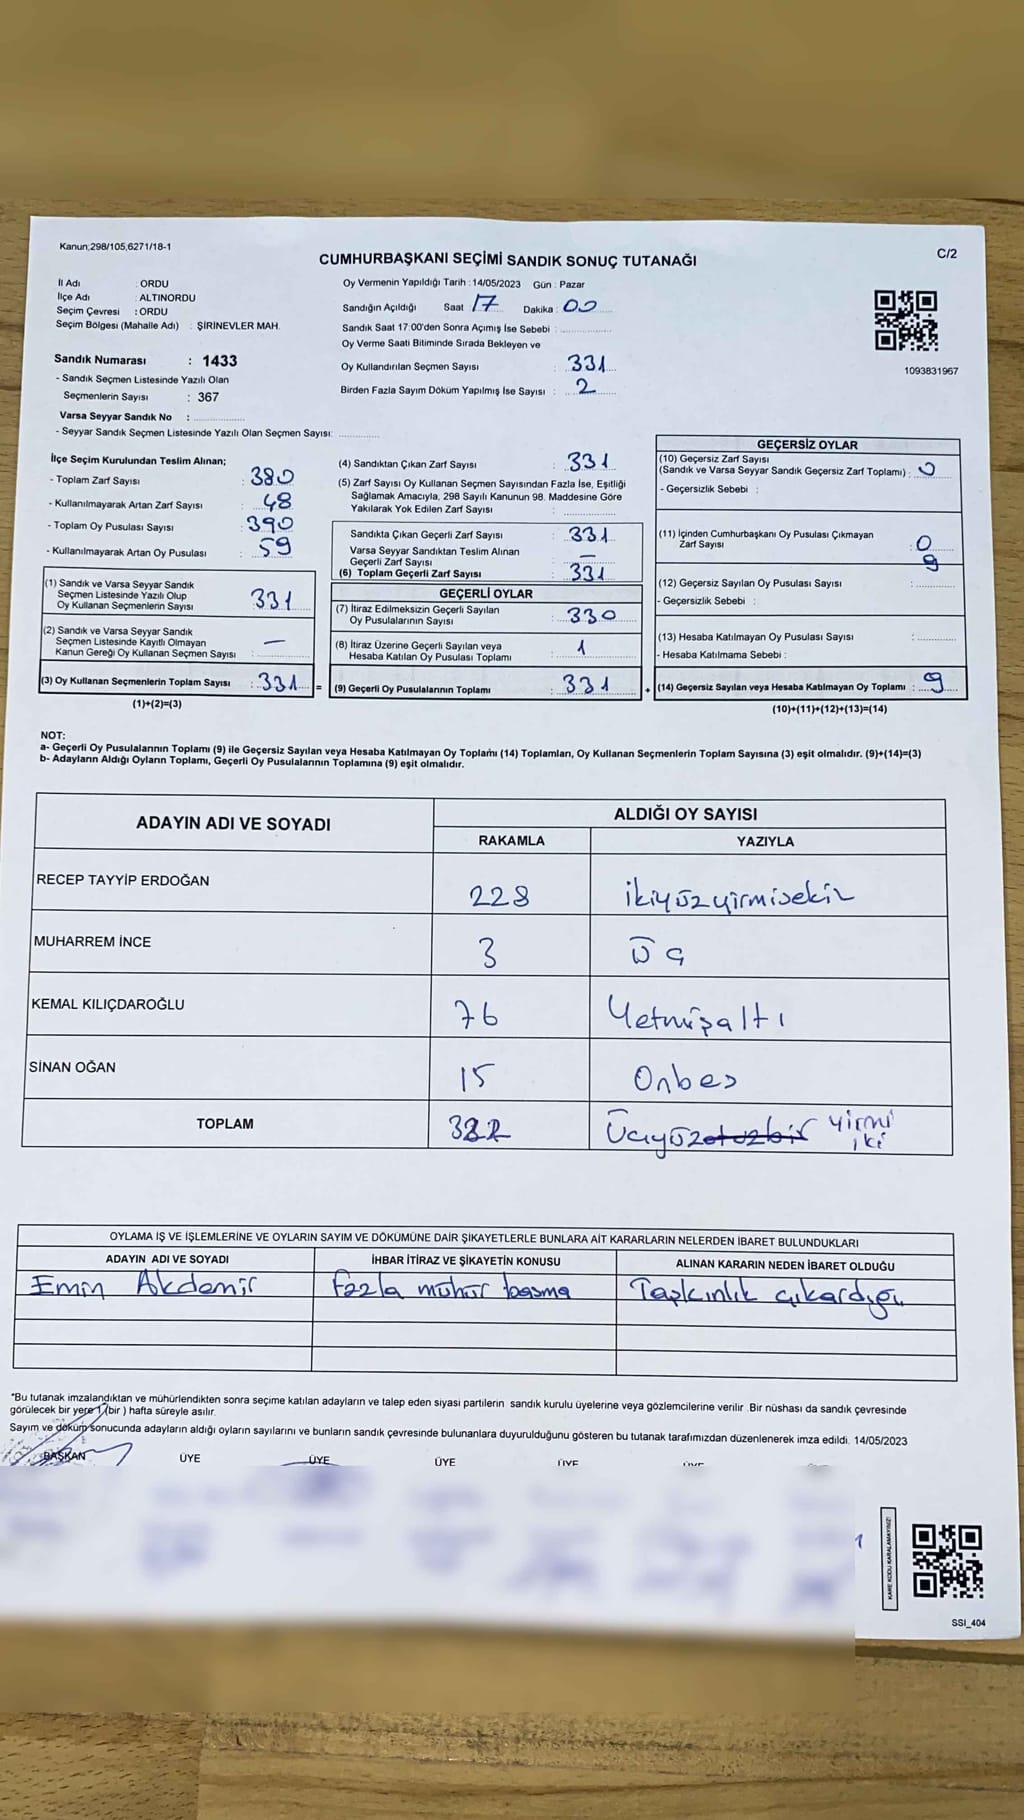 Kanun;298/105,6271/18-1
CUMHURBAŞKANI SEÇİMİ SANDIK SONUÇ TUTANAĞI
C/2
İl Adı : ORDU
İlçe Adı : ALTINORDU
Seçim Çevresi : ORDU
Seçim Bölgesi (Mahalle Adı) : ŞİRİNEVLER MAH.
Sandık Numarası : 1433
- Sandık Seçmen Listesinde Yazılı Olan
Seçmenlerin Sayısı : 367
Varsa Seyyar Sandık No :
- Seyyar Sandık Seçmen Listesinde Yazılı Olan Seçmen Sayısı:
Oy Vermenin Yapıldığı Tarih : 14/05/2023 Gün : Pazar
Sandığın Açıldığı Saat 17 Dakika : 00
Sandık Saat 17:00'den Sonra Açımış İse Sebebi :
Oy Verme Saati Bitiminde Sırada Bekleyen ve
Oy Kullandırılan Seçmen Sayısı : 331
Birden Fazla Sayım Döküm Yapılmış İse Sayısı : 2
1093831967
İlçe Seçim Kurulundan Teslim Alınan;
- Toplam Zarf Sayısı : 380
- Kullanılmayarak Artan Zarf Sayısı : 48
- Toplam Oy Pusulası Sayısı : 390
- Kullanılmayarak Artan Oy Pusulası : 59
(1) Sandık ve Varsa Seyyar Sandık
Seçmen Listesinde Yazılı Olup
Oy Kullanan Seçmenlerin Sayısı : 331
(2) Sandık ve Varsa Seyyar Sandık
Seçmen Listesinde Kayıtlı Olmayan
Kanun Gereği Oy Kullanan Seçmen Sayısı : —
(3) Oy Kullanan Seçmenlerin Toplam Sayısı : 331 =
(1)+(2)=(3)
(4) Sandıktan Çıkan Zarf Sayısı : 331
(5) Zarf Sayısı Oy Kullanan Seçmen Sayısından Fazla İse, Eşitliği
Sağlamak Amacıyla, 298 Sayılı Kanunun 98. Maddesine Göre
Yakılarak Yok Edilen Zarf Sayısı :
Sandıkta Çıkan Geçerli Zarf Sayısı : 331
Varsa Seyyar Sandıktan Teslim Alınan
Geçerli Zarf Sayısı : —
(6) Toplam Geçerli Zarf Sayısı : 331
GEÇERLİ OYLAR
(7) İtiraz Edilmeksizin Geçerli Sayılan
Oy Pusulalarının Sayısı : 330
(8) İtiraz Üzerine Geçerli Sayılan veya
Hesaba Katılan Oy Pusulası Toplamı : 1
(9) Geçerli Oy Pusulalarının Toplamı : 331 +
GEÇERSİZ OYLAR
(10) Geçersiz Zarf Sayısı
(Sandık ve Varsa Seyyar Sandık Geçersiz Zarf Toplamı) : 0
- Geçersizlik Sebebi :
(11) İçinden Cumhurbaşkanı Oy Pusulası Çıkmayan
Zarf Sayısı : 0
(12) Geçersiz Sayılan Oy Pusulası Sayısı : 9
- Geçersizlik Sebebi :
(13) Hesaba Katılmayan Oy Pusulası Sayısı :
- Hesaba Katılmama Sebebi :
(14) Geçersiz Sayılan veya Hesaba Katılmayan Oy Toplamı : 9
(10)+(11)+(12)+(13)=(14)
NOT:
a- Geçerli Oy Pusulalarının Toplamı (9) ile Geçersiz Sayılan veya Hesaba Katılmayan Oy Toplamı (14) Toplamları, Oy Kullanan Seçmenlerin Toplam Sayısına (3) eşit olmalıdır. (9)+(14)=(3)
b- Adayların Aldığı Oyların Toplamı, Geçerli Oy Pusulalarının Toplamına (9) eşit olmalıdır.
ADAYIN ADI VE SOYADI ALDIĞI OY SAYISI
RAKAMLA YAZIYLA
RECEP TAYYİP ERDOĞAN 228 ikiyüzyirmisekiz
MUHARREM İNCE 3 üç
KEMAL KILIÇDAROĞLU 76 Yetmişaltı
SİNAN OĞAN 15 Onbeş
TOPLAM 322 Üçyüzotuzbir yirmi
iki
OYLAMA İŞ VE İŞLEMLERİNE VE OYLARIN SAYIM VE DÖKÜMÜNE DAİR ŞİKAYETLERLE BUNLARA AİT KARARLARIN NELERDEN İBARET BULUNDUKLARI
ADAYIN ADI VE SOYADI İHBAR İTİRAZ VE ŞİKAYETİN KONUSU ALINAN KARARIN NEDEN İBARET OLDUĞU
Emin Akdemir Fazla mühür basma Taşkınlık çıkardığı
*Bu tutanak imzalandıktan ve mühürlendikten sonra seçime katılan adayların ve talep eden siyasi partilerin sandık kurulu üyelerine veya gözlemcilerine verilir .Bir nüshası da sandık çevresinde
görülecek bir yere 1 (bir ) hafta süreyle asılır.
Sayım ve döküm sonucunda adayların aldığı oyların sayılarını ve bunların sandık çevresinde bulunanlara duyurulduğunu gösteren bu tutanak tarafımızdan düzenlenerek imza edildi. 14/05/2023
BAŞKAN ÜYE ÜYE ÜYE ÜYE
KARE KODU KARALAMAYINIZ!
SSI_404